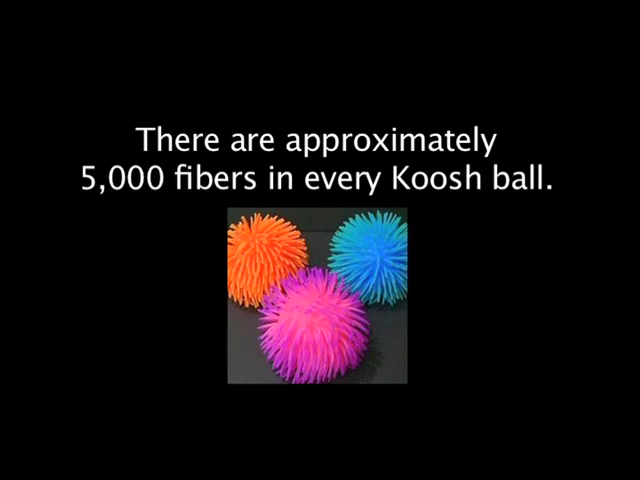 There are approximately
5,000 fibers in every Koosh ball.